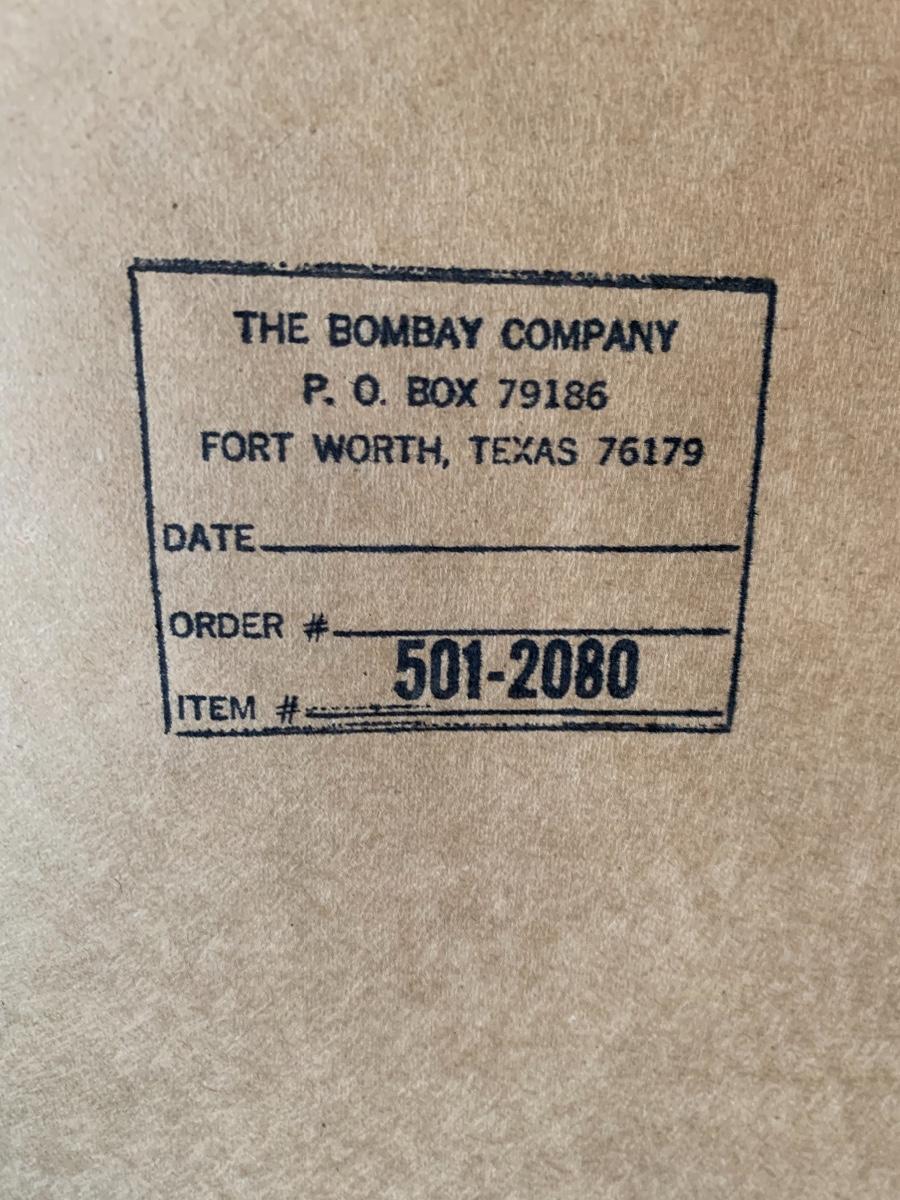 THE BOMBAY COMPANY
P. O. BOX 79186
FORT WORTH, TEXAS 76179
DATE
ORDER #
501-2080
ITEM #